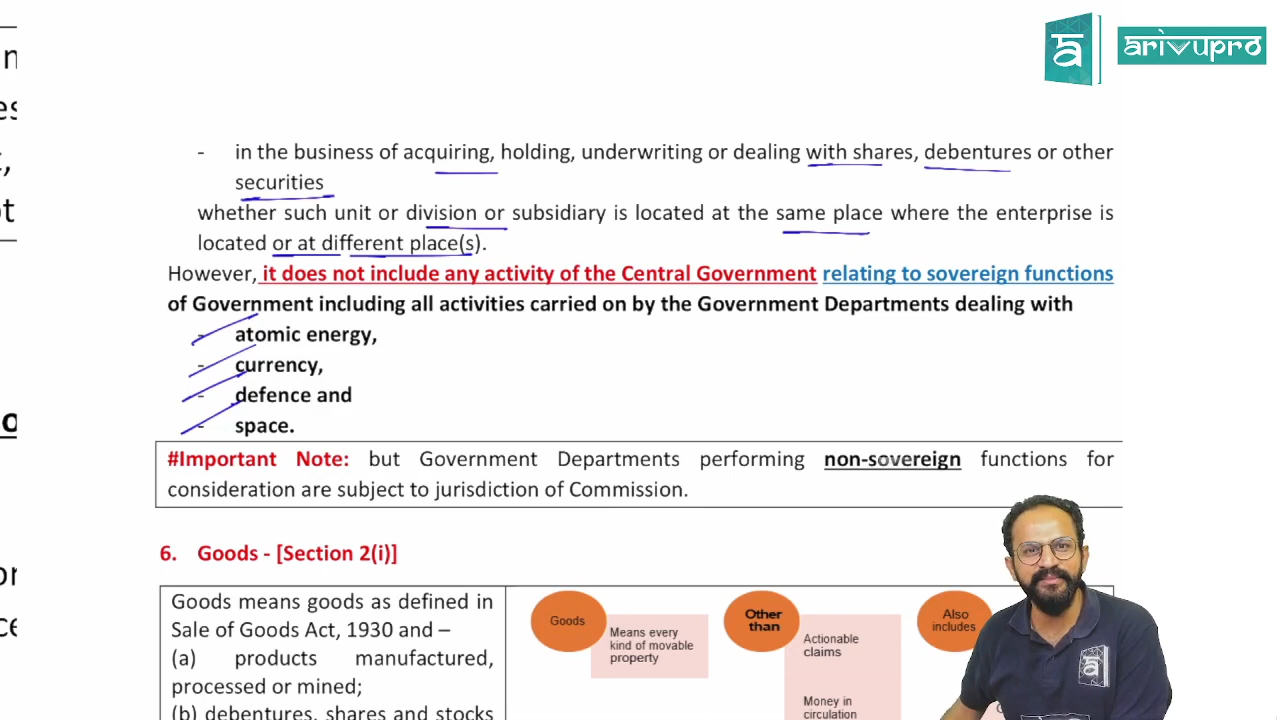 arivupro
- in the business of acquiring, holding, underwriting or dealing with shares, debentures or other
securities
whether such unit or division or subsidiary is located at the same place where the enterprise is
located or at different place(s).
However, it does not include any activity of the Central Government relating to sovereign functions
of Government including all activities carried on by the Government Departments dealing with
- atomic energy,
- currency,
- defence and
- space.
#Important Note: but Government Departments performing non-sovereign functions for
consideration are subject to jurisdiction of Commission.
6. Goods - [Section 2(i)]
Goods means goods as defined in
Sale of Goods Act, 1930 and –
(a) products manufactured,
processed or mined;
(b) debentures, shares and stocks
Goods
Means every
kind of movable
property
Other
than
Actionable
claims
Money in
circulation
Also
includes